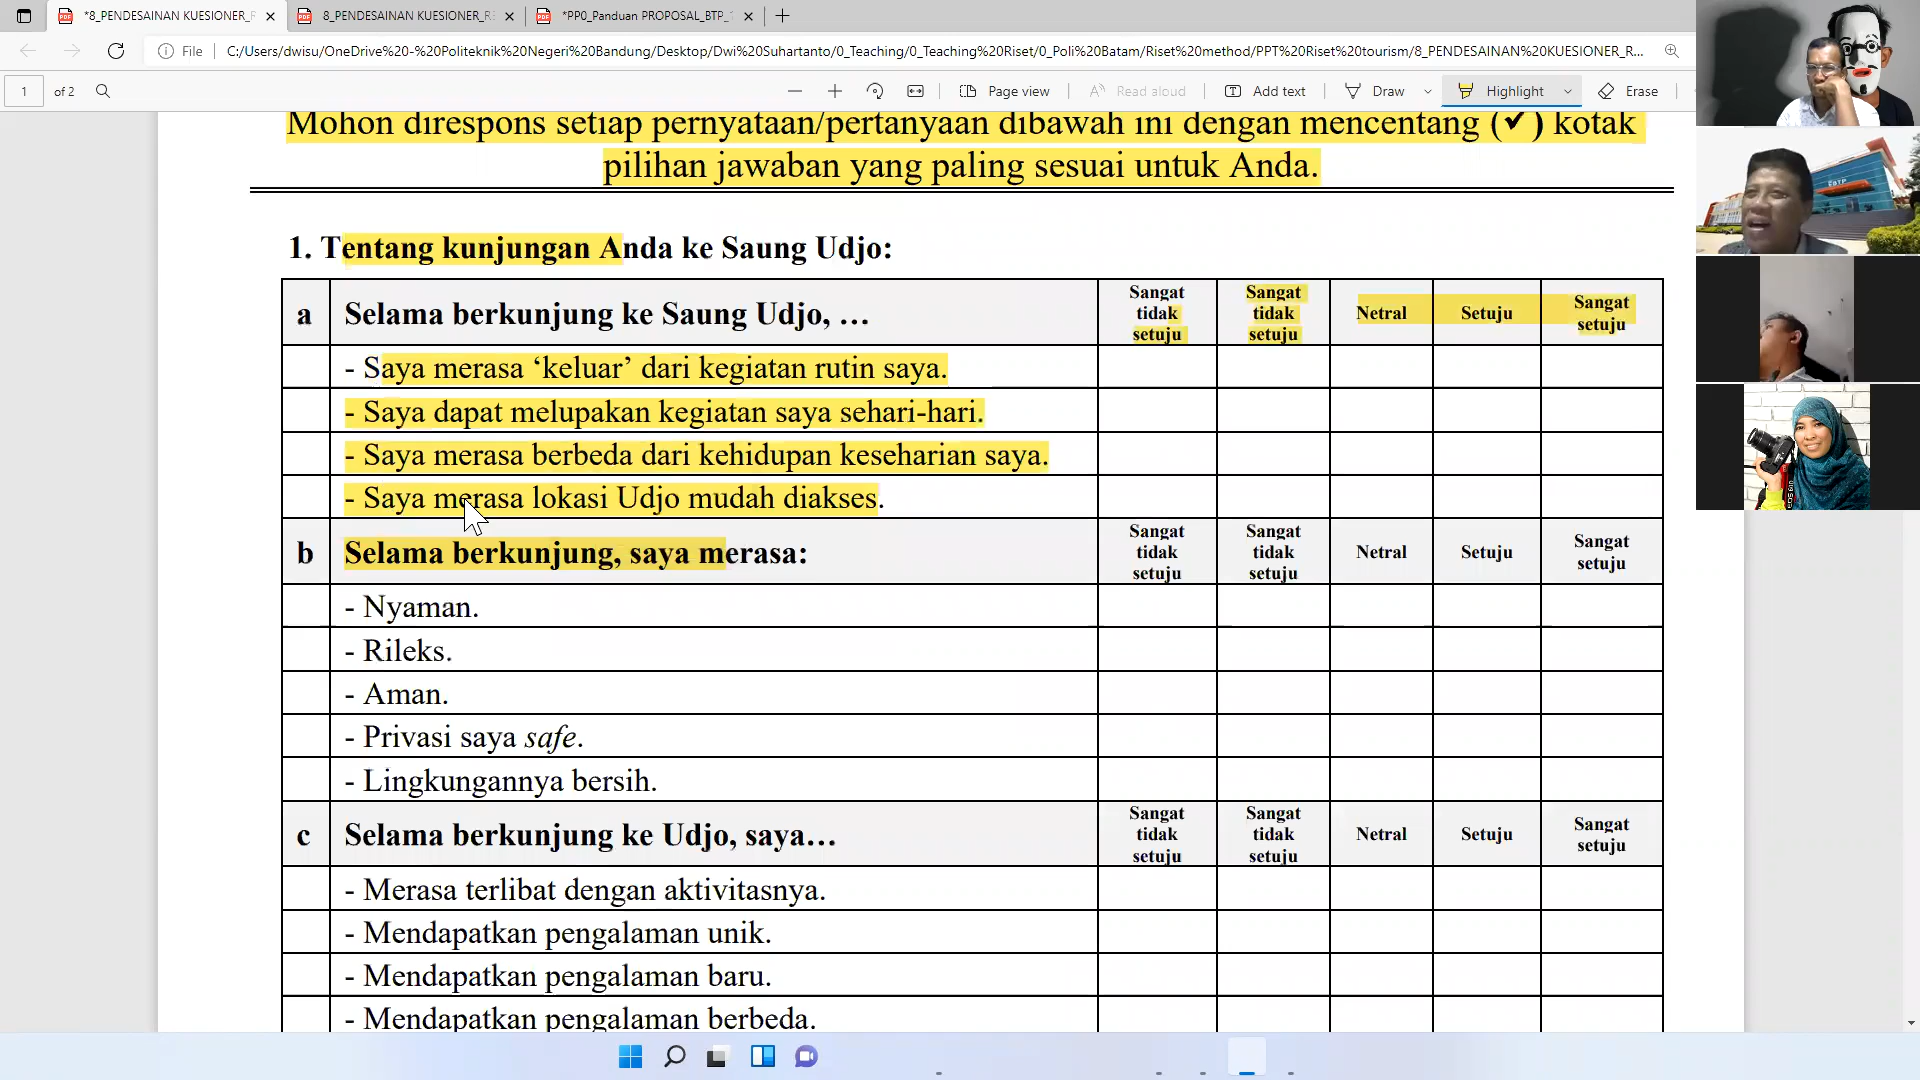 *8_PENDESAINAN KUESIONER_R
8_PENDESAINAN KUESIONER_R
*PP0_Panduan PROPOSAL_BTP_
File
C:/Users/dwisu/OneDrive%20-%20Politeknik%20Negeri%20Bandung/Desktop/Dwi%20Suhartanto/0_Teaching/0_Teaching%20Riset/0_Poli%20Batam/Riset%20method/PPT%20Riset%20tourism/8_PENDESAINAN%20KUESIONER_R...
1 of 2
Page view
Read aloud
Add text
Draw
Highlight
Erase
Mohon direspons setiap pernyataan/pertanyaan dibawah ini dengan mencentang (✓) kotak
pilihan jawaban yang paling sesuai untuk Anda.
1. Tentang kunjungan Anda ke Saung Udjo:
a Selama berkunjung ke Saung Udjo, … Sangat tidak setuju Sangat tidak setuju Netral Setuju Sangat setuju
- Saya merasa ‘keluar’ dari kegiatan rutin saya.
- Saya dapat melupakan kegiatan saya sehari-hari.
- Saya merasa berbeda dari kehidupan keseharian saya.
- Saya merasa lokasi Udjo mudah diakses.
b Selama berkunjung, saya merasa: Sangat tidak setuju Sangat tidak setuju Netral Setuju Sangat setuju
- Nyaman.
- Rileks.
- Aman.
- Privasi saya safe.
- Lingkungannya bersih.
c Selama berkunjung ke Udjo, saya… Sangat tidak setuju Sangat tidak setuju Netral Setuju Sangat setuju
- Merasa terlibat dengan aktivitasnya.
- Mendapatkan pengalaman unik.
- Mendapatkan pengalaman baru.
- Mendapatkan pengalaman berbeda.